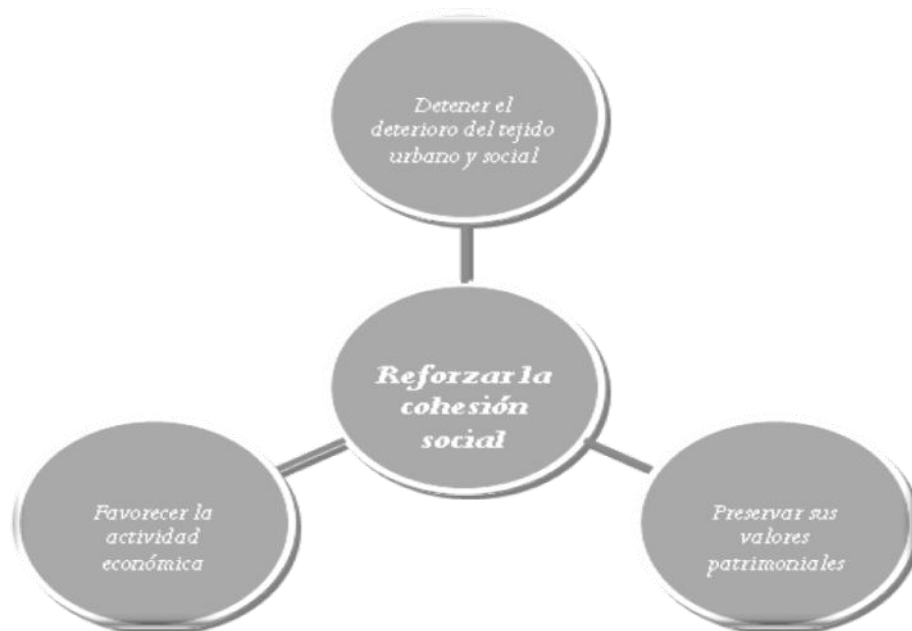 Detener el
deterioro del tejido
urbano y social
Reforzar la
cohesión
social
Favorecer la
actividad
económica
Preservar sus
valores
patrimoniales